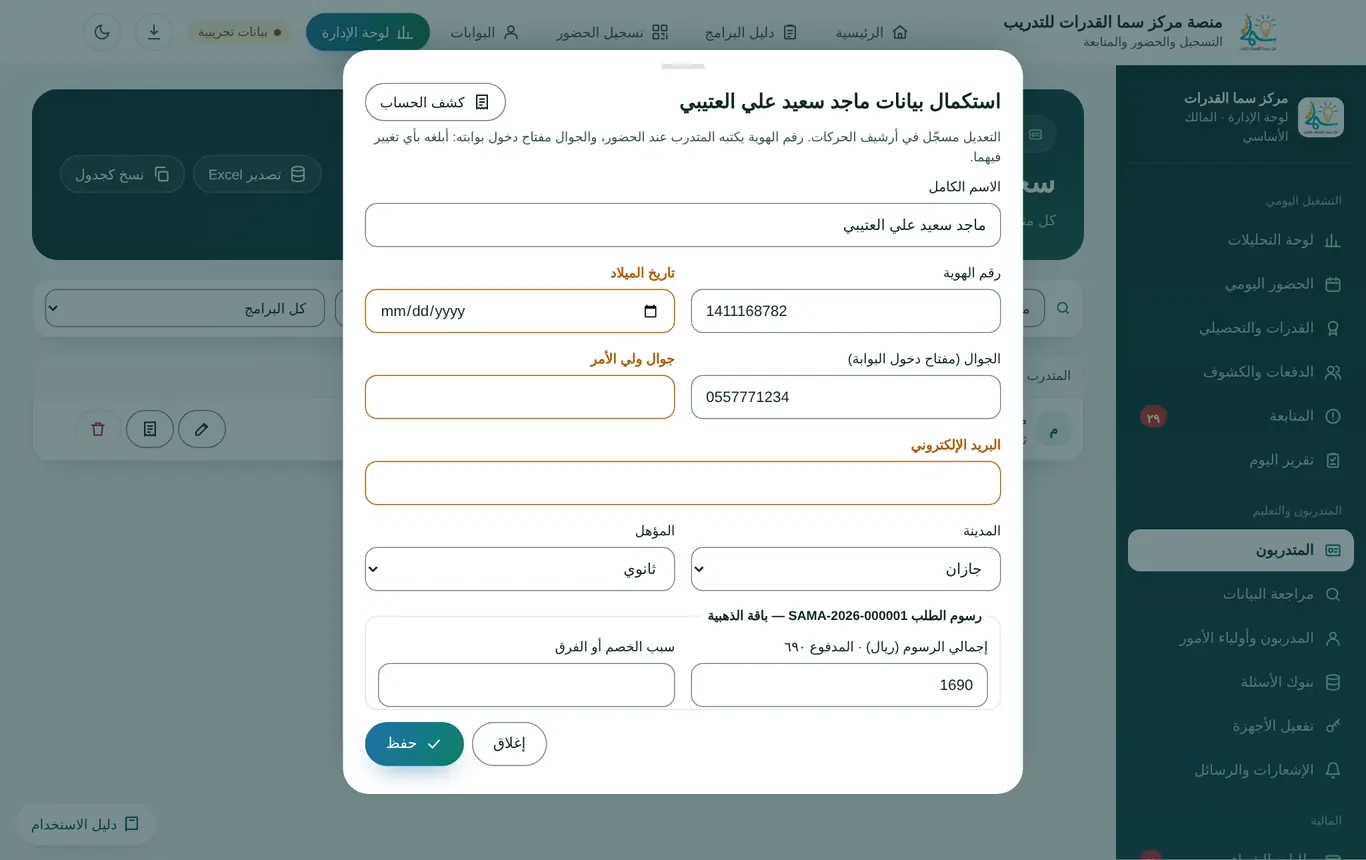 منصة مركز سما القدرات للتدريب
التسجيل والحضور والمتابعة
الرئيسية
دليل البرامج
تسجيل الحضور
البوابات
لوحة الإدارة
بيانات تجريبية
مركز سما القدرات
لوحة الإدارة · المالك
الأساسي
التشغيل اليومي
لوحة التحليلات
الحضور اليومي
القدرات والتحصيلي
الدفعات والكشوف
المتابعة
٢٩
تقرير اليوم
المتدربون والتعليم
المتدربون
مراجعة البيانات
المدربون وأولياء الأمور
بنوك الأسئلة
تفعيل الأجهزة
الإشعارات والرسائل
المالية
كل
تصدير Excel
نسخ كجدول
كل البرامج
المتدرب
م
استكمال بيانات ماجد سعيد علي العتيبي
كشف الحساب
التعديل مسجّل في أرشيف الحركات. رقم الهوية يكتبه المتدرب عند الحضور، والجوال مفتاح دخول بوابته: أبلغه بأي تغيير
فيهما.
الاسم الكامل
ماجد سعيد علي العتيبي
رقم الهوية
تاريخ الميلاد
1411168782
mm/dd/yyyy
الجوال (مفتاح دخول البوابة)
جوال ولي الأمر
0557771234
البريد الإلكتروني
المدينة
المؤهل
جازان
ثانوي
رسوم الطلب SAMA-2026-000001 — باقة الذهبية
إجمالي الرسوم (ريال) · المدفوع ٦٩٠
سبب الخصم أو الفرق
1690
إغلاق
حفظ
دليل الاستخدام